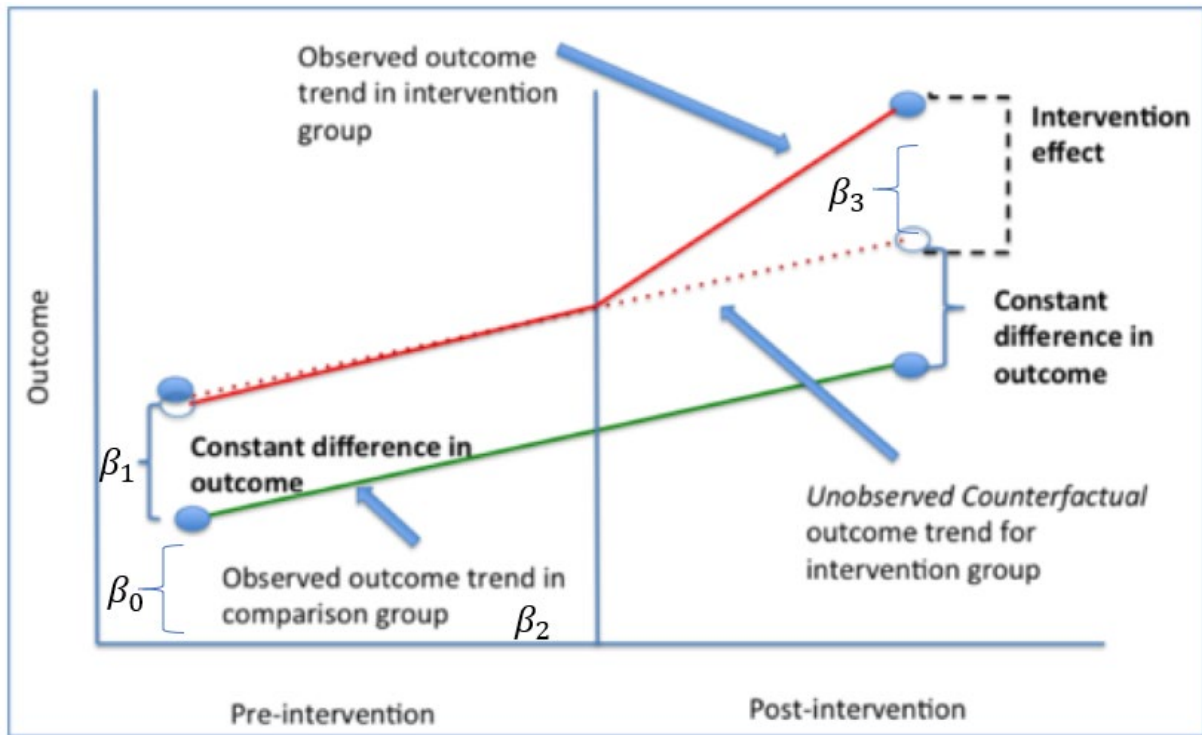 Observed outcome
trend in intervention
group
Intervention
effect
β₃
Outcome
Constant
difference in
outcome
Constant difference in
outcome
β₁
Unobserved Counterfactual
outcome trend for
intervention group
Observed outcome trend in
comparison group
β₀
β₂
Pre-intervention
Post-intervention